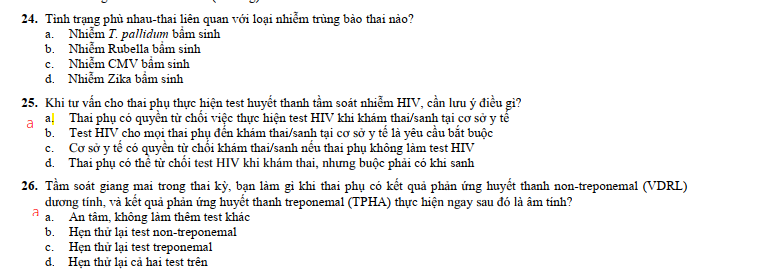 24. Tình trạng phù nhau-thai liên quan với loại nhiễm trùng bào thai nào?
a. Nhiễm T. pallidum bẩm sinh
b. Nhiễm Rubella bẩm sinh
c. Nhiễm CMV bẩm sinh
d. Nhiễm Zika bẩm sinh
25. Khi tư vấn cho thai phụ thực hiện test huyết thanh tầm soát nhiễm HIV, cần lưu ý điều gì?
a a. Thai phụ có quyền từ chối việc thực hiện test HIV khi khám thai/sanh tại cơ sở y tế
b. Test HIV cho mọi thai phụ đến khám thai/sanh tại cơ sở y tế là yêu cầu bắt buộc
c. Cơ sở y tế có quyền từ chối khám thai/sanh nếu thai phụ không làm test HIV
d. Thai phụ có thể từ chối test HIV khi khám thai, nhưng buộc phải có khi sanh
26. Tầm soát giang mai trong thai kỳ, bạn làm gì khi thai phụ có kết quả phản ứng huyết thanh non-treponemal (VDRL)
dương tính, và kết quả phản ứng huyết thanh treponemal (TPHA) thực hiện ngay sau đó là âm tính?
a a. An tâm, không làm thêm test khác
b. Hẹn thử lại test non-treponemal
c. Hẹn thử lại test treponemal
d. Hẹn thử lại cả hai test trên